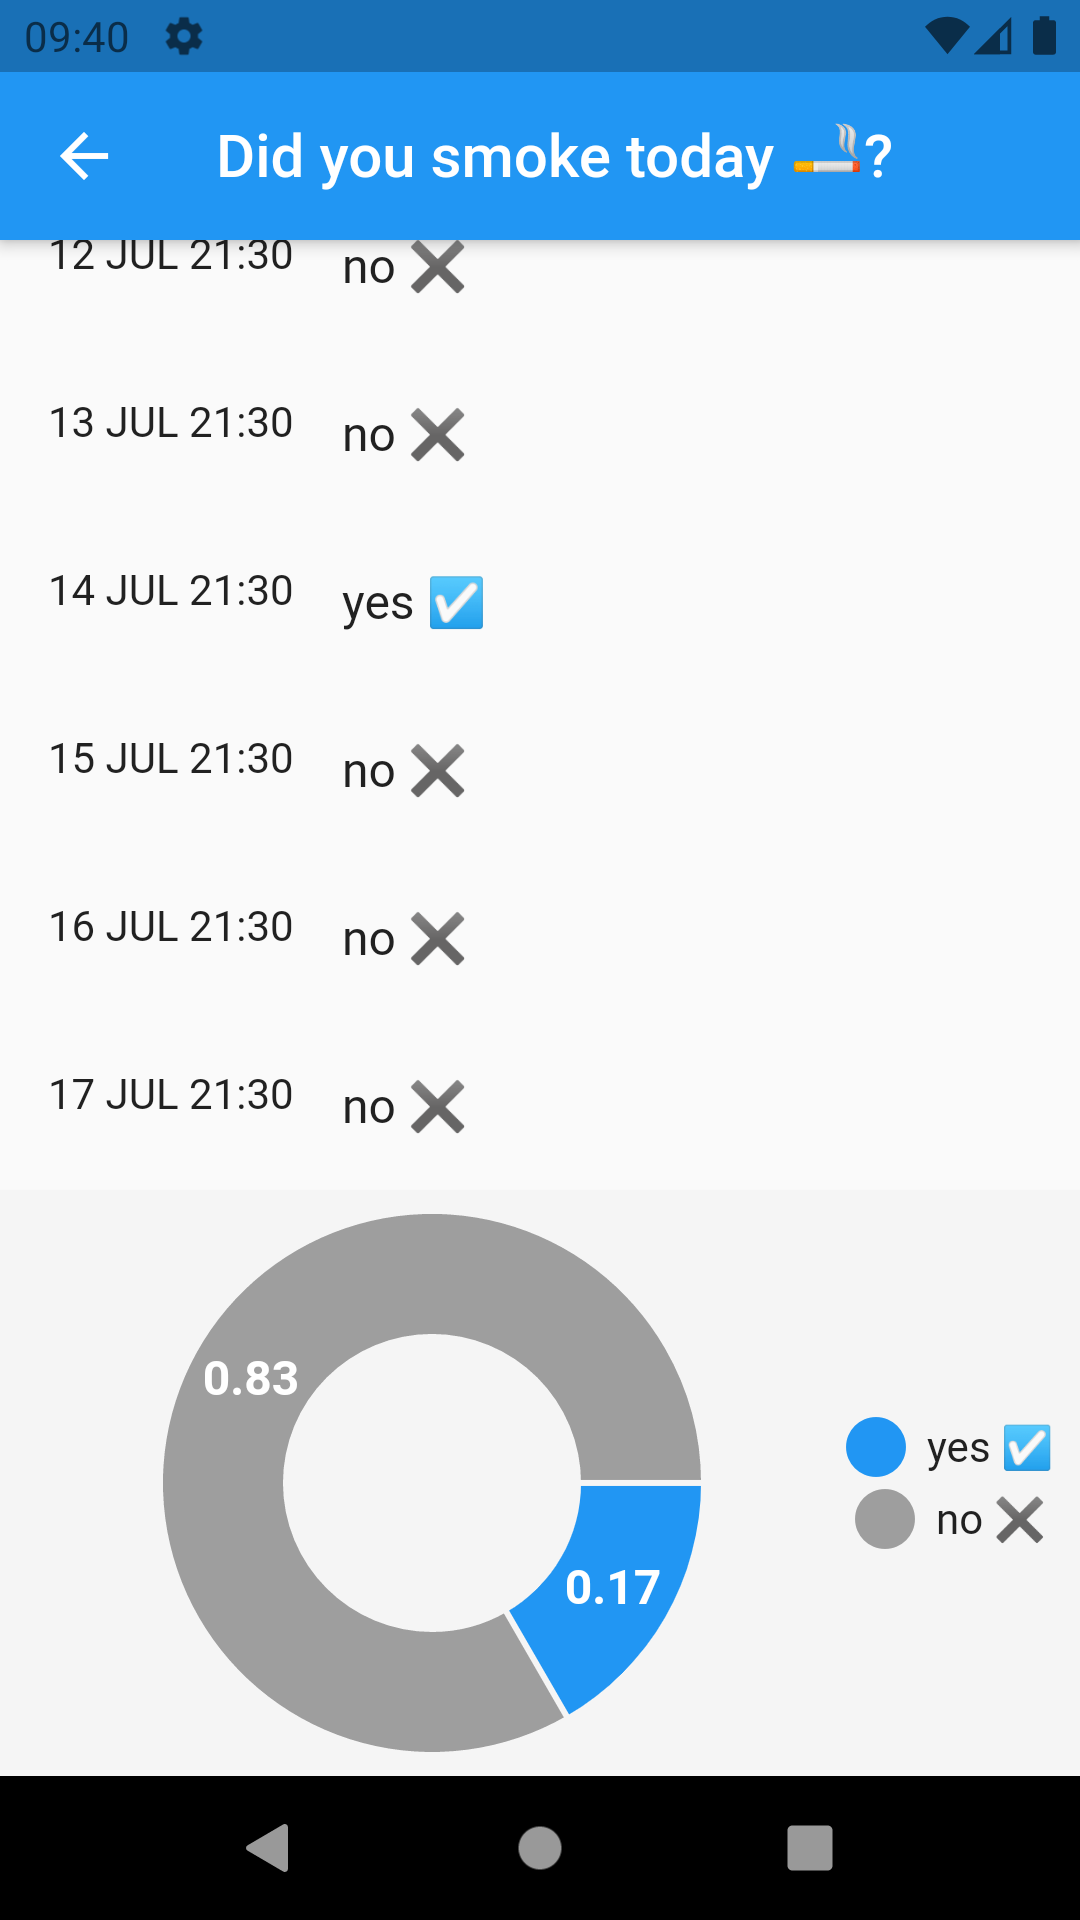 09:40
Did you smoke today 🚬?
12 JUL 21:30 no ✖
13 JUL 21:30 no ✖
14 JUL 21:30 yes ☑
15 JUL 21:30 no ✖
16 JUL 21:30 no ✖
17 JUL 21:30 no ✖
0.83
yes ☑
no ✖
0.17